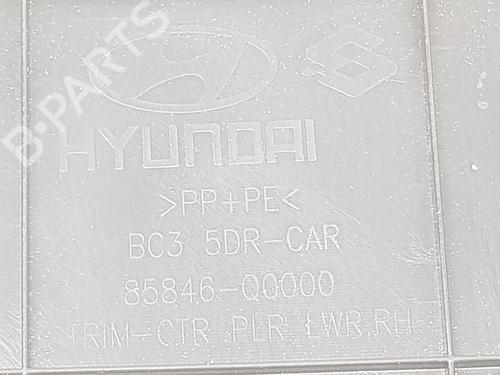 B-PARTS
HYUNDAI
>PP+PE<
BC3 5DR-CAR
85846-Q0000
TRIM-CTR PLR LWR,RH